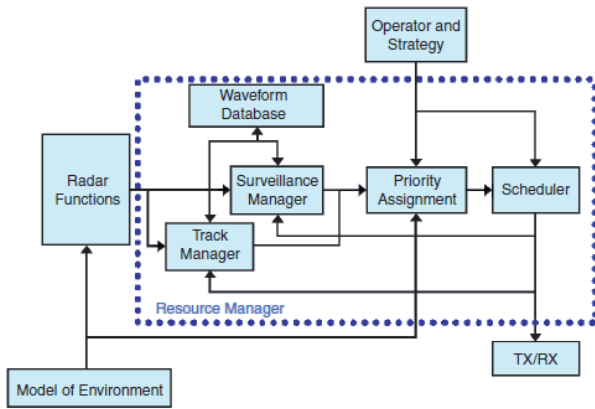 Operator and
Strategy
Waveform
Database
Radar
Functions
Surveillance
Manager
Priority
Assignment
Scheduler
Track
Manager
Resource Manager
TX/RX
Model of Environment